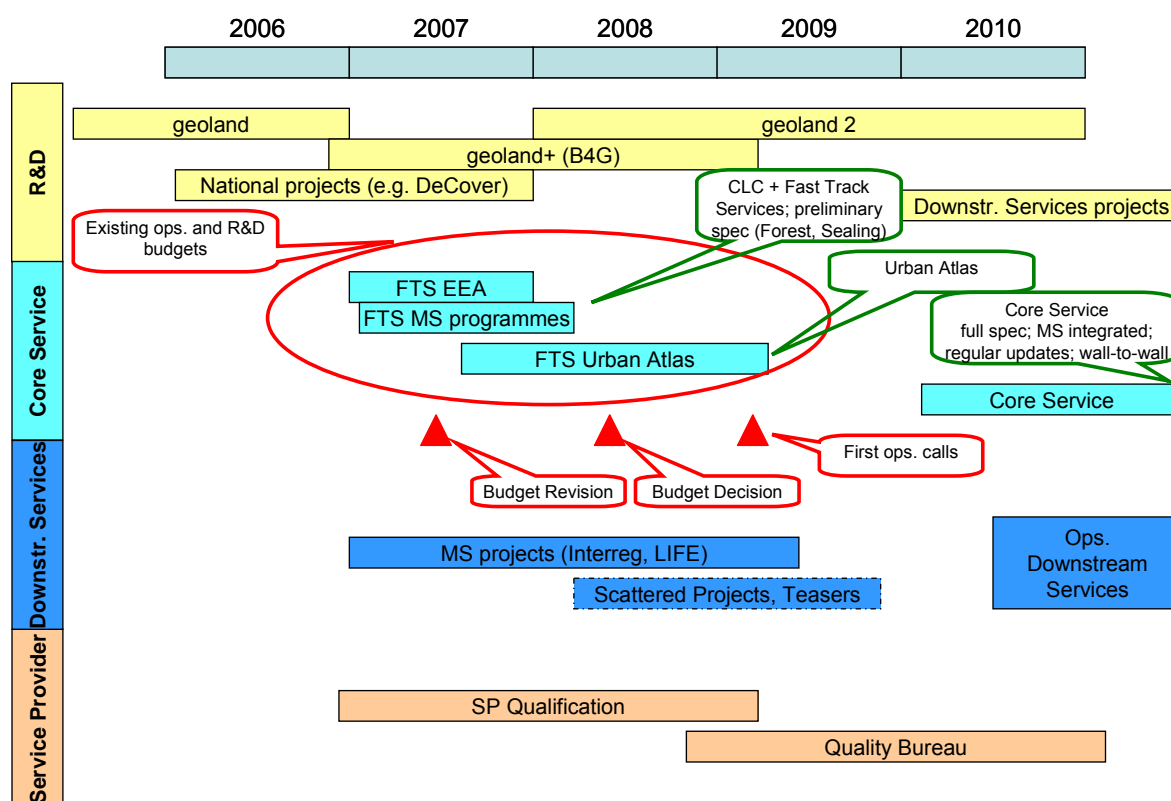 2006 2007 2008 2009 2010
R&D
geoland
geoland 2
geoland+ (B4G)
National projects (e.g. DeCover)
CLC + Fast Track
Services; preliminary
spec (Forest, Sealing)
Downstr. Services projects
Existing ops. and R&D
budgets
Core Service
FTS EEA
FTS MS programmes
FTS Urban Atlas
Urban Atlas
Core Service
full spec; MS integrated;
regular updates; wall-to-wall
Core Service
Budget Revision
Budget Decision
First ops. calls
Downstr. Services
MS projects (Interreg, LIFE)
Scattered Projects, Teasers
Ops.
Downstream
Services
Service Provider
SP Qualification
Quality Bureau